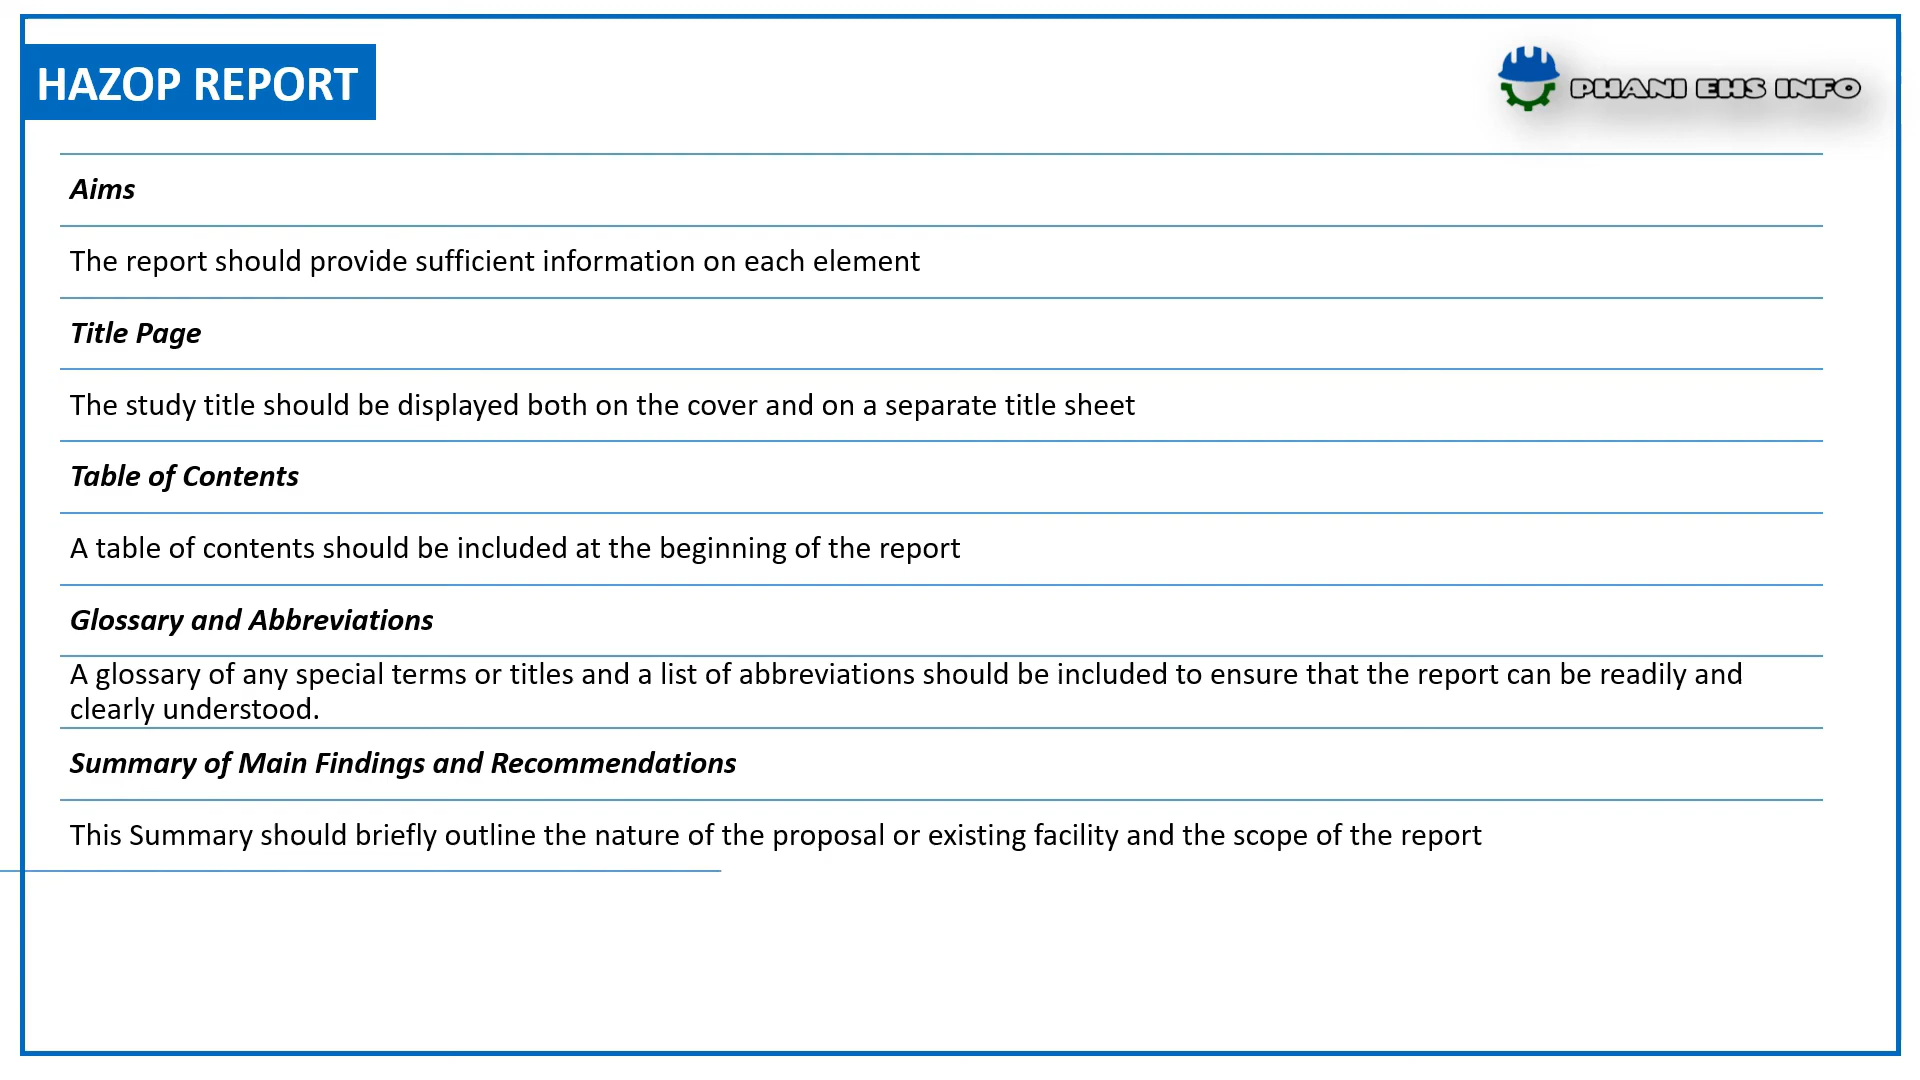 HAZOP REPORT
PHANI EHS INFO
Aims
The report should provide sufficient information on each element
Title Page
The study title should be displayed both on the cover and on a separate title sheet
Table of Contents
A table of contents should be included at the beginning of the report
Glossary and Abbreviations
A glossary of any special terms or titles and a list of abbreviations should be included to ensure that the report can be readily and
clearly understood.
Summary of Main Findings and Recommendations
This Summary should briefly outline the nature of the proposal or existing facility and the scope of the report